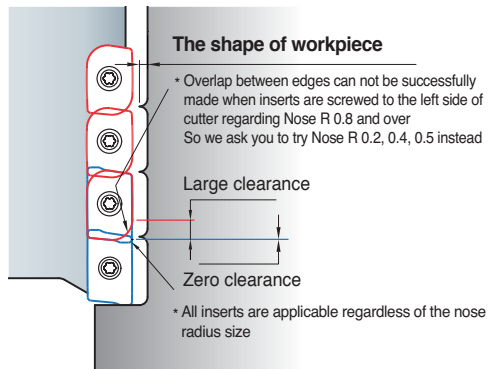 The shape of workpiece
* Overlap between edges can not be successfully
made when inserts are screwed to the left side of
cutter regarding Nose R 0.8 and over
So we ask you to try Nose R 0.2, 0.4, 0.5 instead
Large clearance
Zero clearance
* All inserts are applicable regardless of the nose
radius size